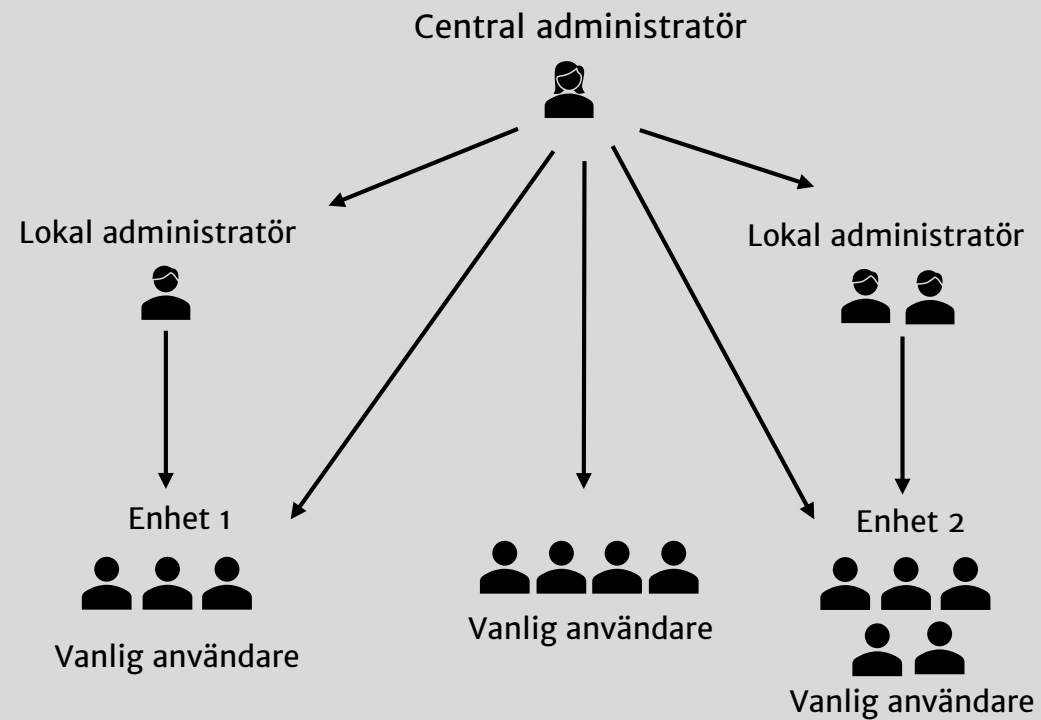 Central administratör
Lokal administratör
Lokal administratör
Enhet 1
Enhet 2
Vanlig användare
Vanlig användare
Vanlig användare